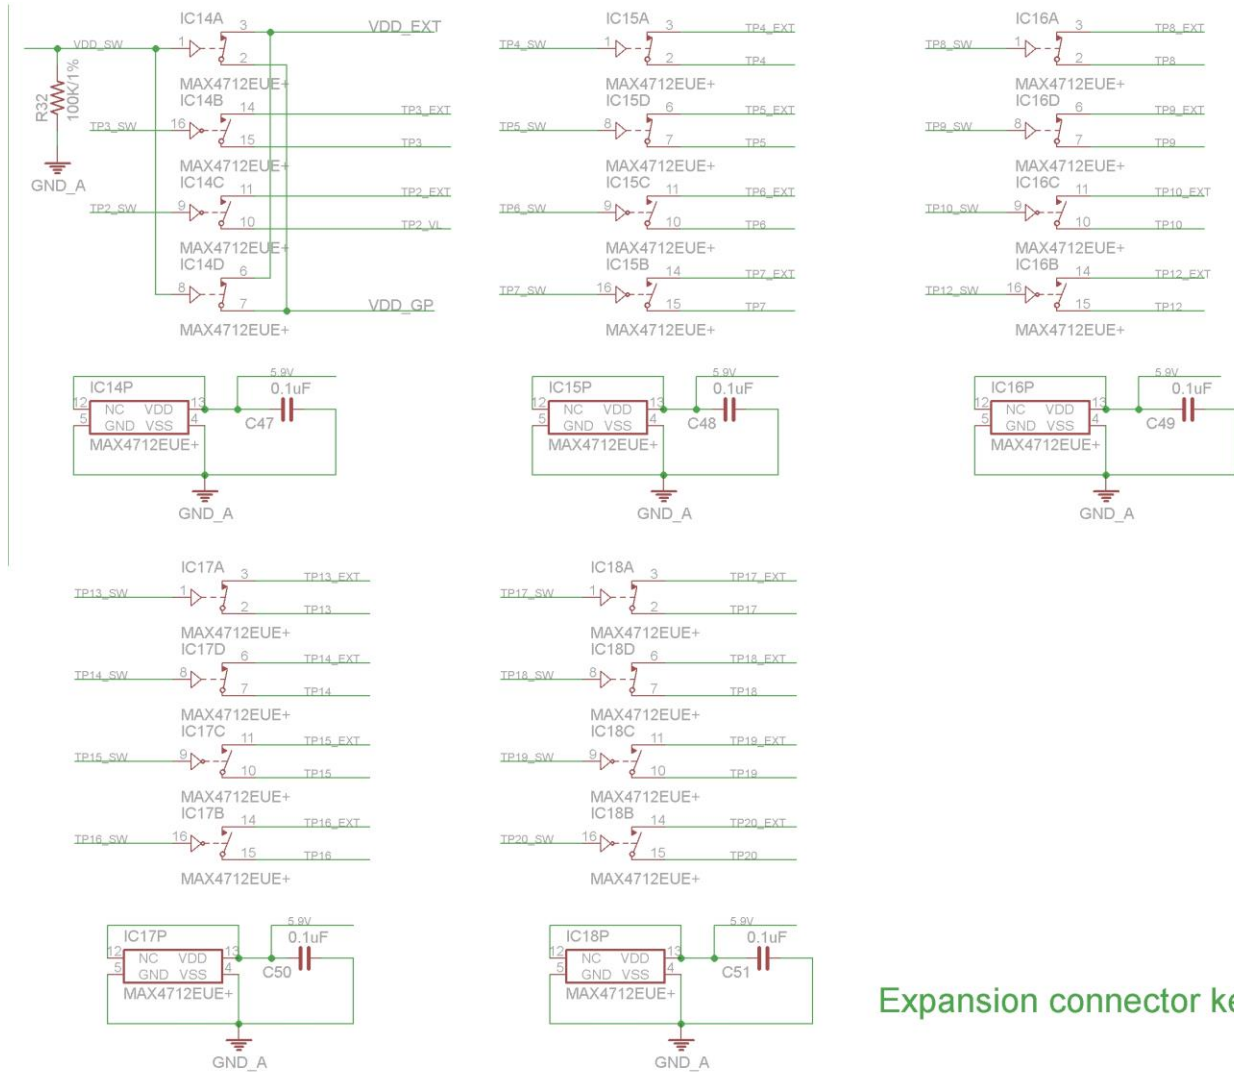 IC14A
3
VDD_EXT
VDD_SW
1
2
MAX4712EUE+
R32
100K/1%
GND_A
IC14B
14
TP3_EXT
TP3_SW
16
15
TP3
MAX4712EUE+
IC14C
11
TP2_EXT
TP2_SW
9
10
TP2_VL
MAX4712EUE+
IC14D
6
8
7
VDD_GP
MAX4712EUE+
IC15A
3
TP4_EXT
TP4_SW
1
2
TP4
MAX4712EUE+
IC15D
6
TP5_EXT
TP5_SW
8
7
TP5
MAX4712EUE+
IC15C
11
TP6_EXT
TP6_SW
9
10
TP6
MAX4712EUE+
IC15B
14
TP7_EXT
TP7_SW
16
15
TP7
MAX4712EUE+
IC16A
3
TP8_EXT
TP8_SW
1
2
TP8
MAX4712EUE+
IC16D
6
TP9_EXT
TP9_SW
8
7
TP9
MAX4712EUE+
IC16C
11
TP10_EXT
TP10_SW
9
10
TP10
MAX4712EUE+
IC16B
14
TP12_EXT
TP12_SW
16
15
TP12
MAX4712EUE+
5.9V
IC14P
0.1uF
12 NC VDD 13
5 GND VSS 4
C47
MAX4712EUE+
GND_A
5.9V
IC15P
0.1uF
12 NC VDD 13
5 GND VSS 4
C48
MAX4712EUE+
GND_A
5.9V
IC16P
0.1uF
12 NC VDD 13
5 GND VSS 4
C49
MAX4712EUE+
GND_A
IC17A
3
TP13_EXT
TP13_SW
1
2
TP13
MAX4712EUE+
IC17D
6
TP14_EXT
TP14_SW
8
7
TP14
MAX4712EUE+
IC17C
11
TP15_EXT
TP15_SW
9
10
TP15
MAX4712EUE+
IC17B
14
TP16_EXT
TP16_SW
16
15
TP16
MAX4712EUE+
IC18A
3
TP17_EXT
TP17_SW
1
2
TP17
MAX4712EUE+
IC18D
6
TP18_EXT
TP18_SW
8
7
TP18
MAX4712EUE+
IC18C
11
TP19_EXT
TP19_SW
9
10
TP19
MAX4712EUE+
IC18B
14
TP20_EXT
TP20_SW
16
15
TP20
MAX4712EUE+
5.9V
IC17P
0.1uF
12 NC VDD 13
5 GND VSS 4
C50
MAX4712EUE+
GND_A
5.9V
IC18P
0.1uF
12 NC VDD 13
5 GND VSS 4
C51
MAX4712EUE+
GND_A
Expansion connector